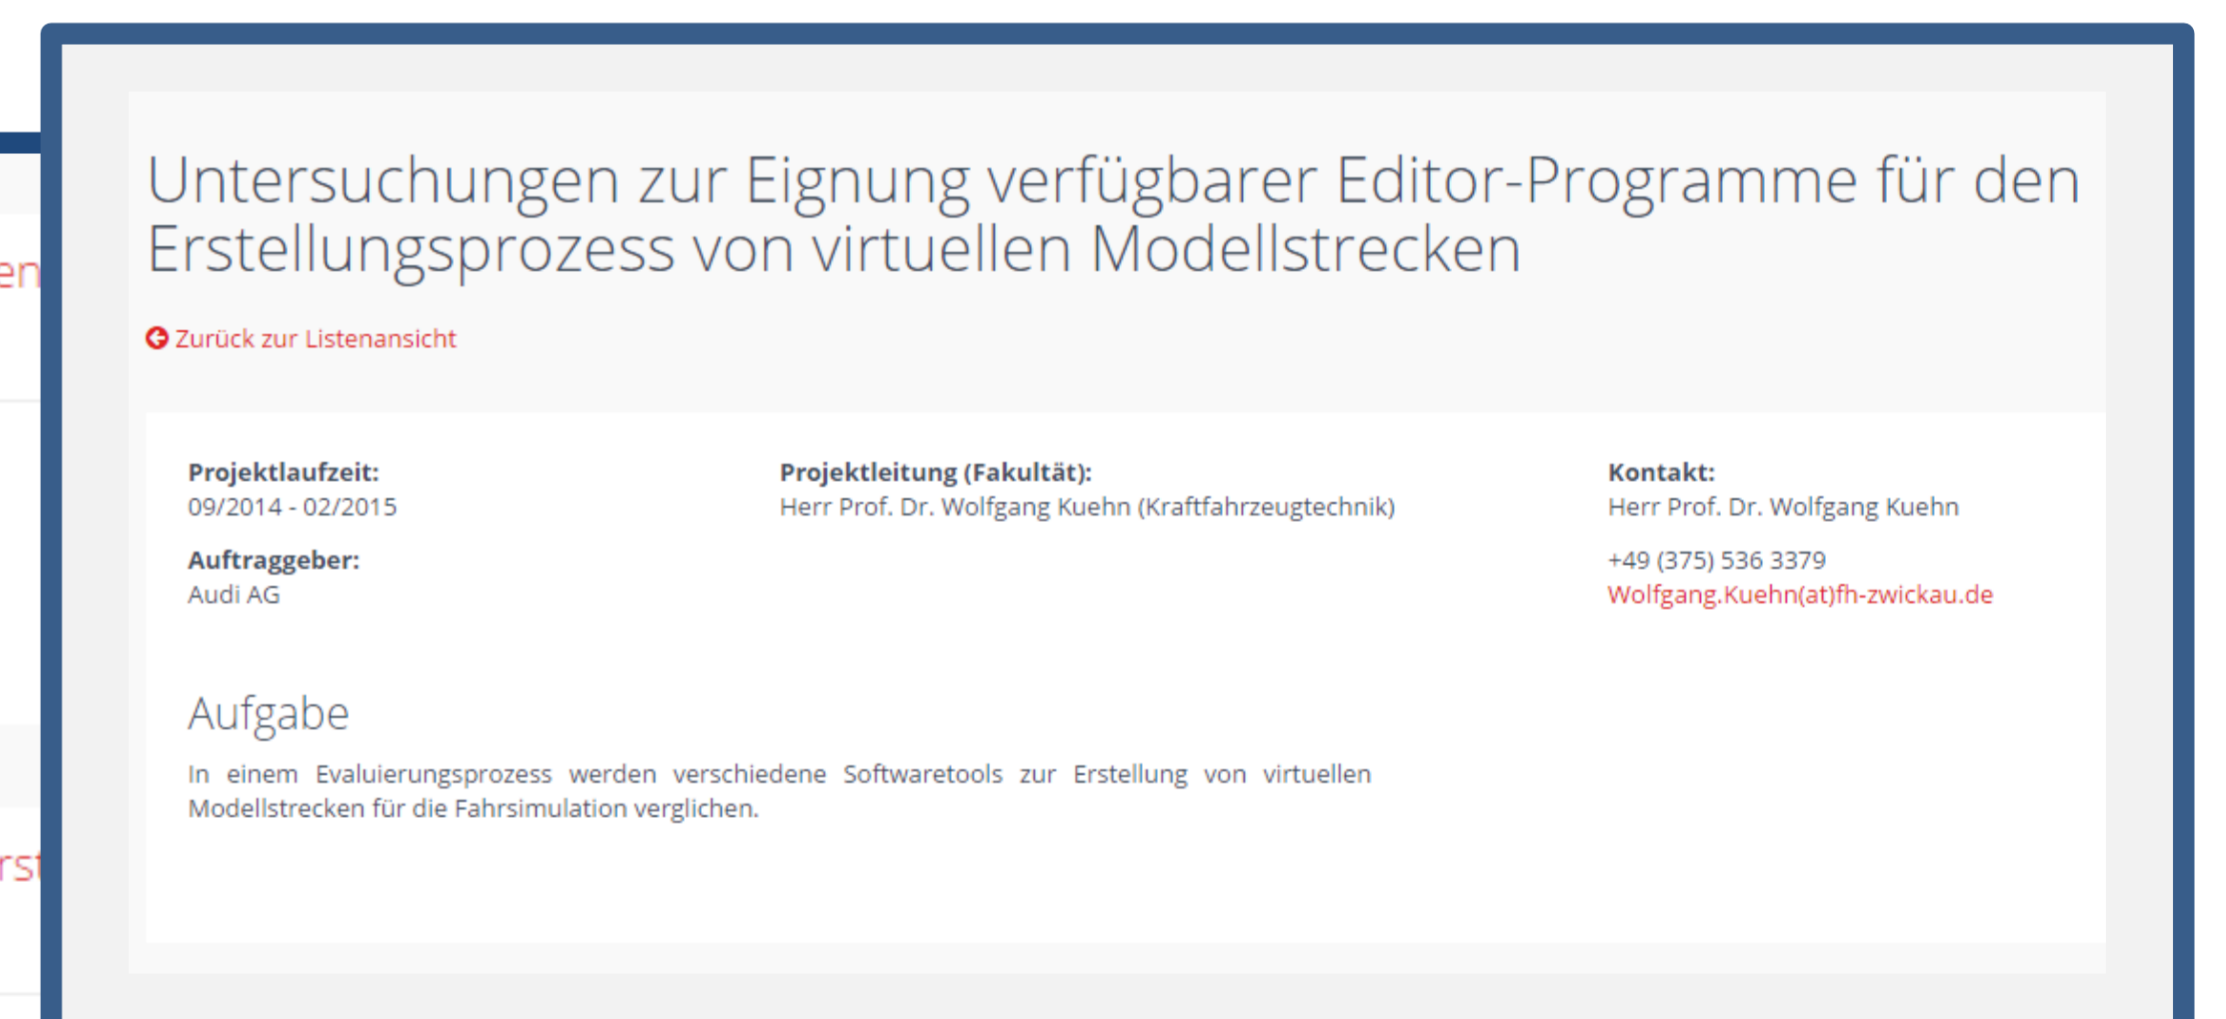 Untersuchungen zur Eignung verfügbarer Editor-Programme für den
Erstellungsprozess von virtuellen Modellstrecken
Zurück zur Listenansicht
Projektlaufzeit:
09/2014 - 02/2015
Auftraggeber:
Audi AG
Projektleitung (Fakultät):
Herr Prof. Dr. Wolfgang Kuehn (Kraftfahrzeugtechnik)
Kontakt:
Herr Prof. Dr. Wolfgang Kuehn
+49 (375) 536 3379
Wolfgang.Kuehn(at)fh-zwickau.de
Aufgabe
In einem Evaluierungsprozess werden verschiedene Softwaretools zur Erstellung von virtuellen
Modellstrecken für die Fahrsimulation verglichen.